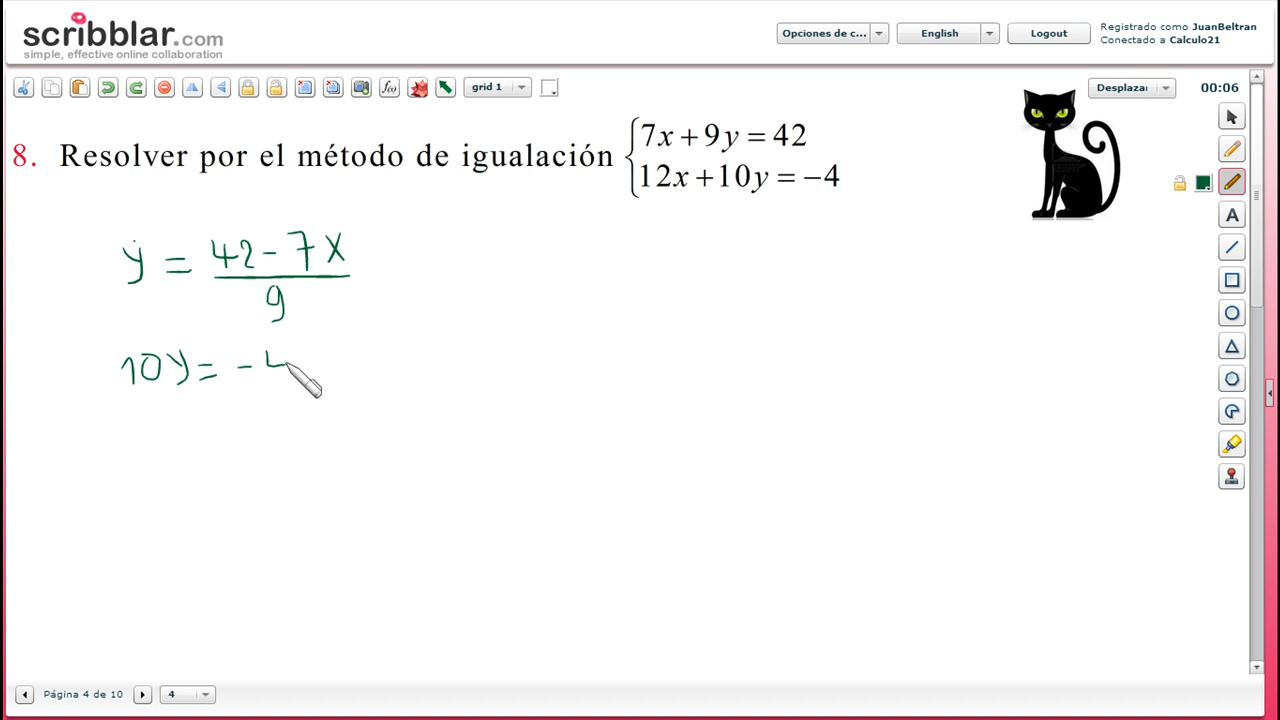 scribblar.com
simple, effective online collaboration
Opciones de c...
English
Logout
Registrado como JuanBeltran
Conectado a Calculo21
f(x)
grid 1
Desplazar
00:06
8. Resolver por el método de igualación
7x + 9y = 42
12x + 10y = −4
A
y = 42 - 7x
9
10y = - 4
Página 4 de 10
4